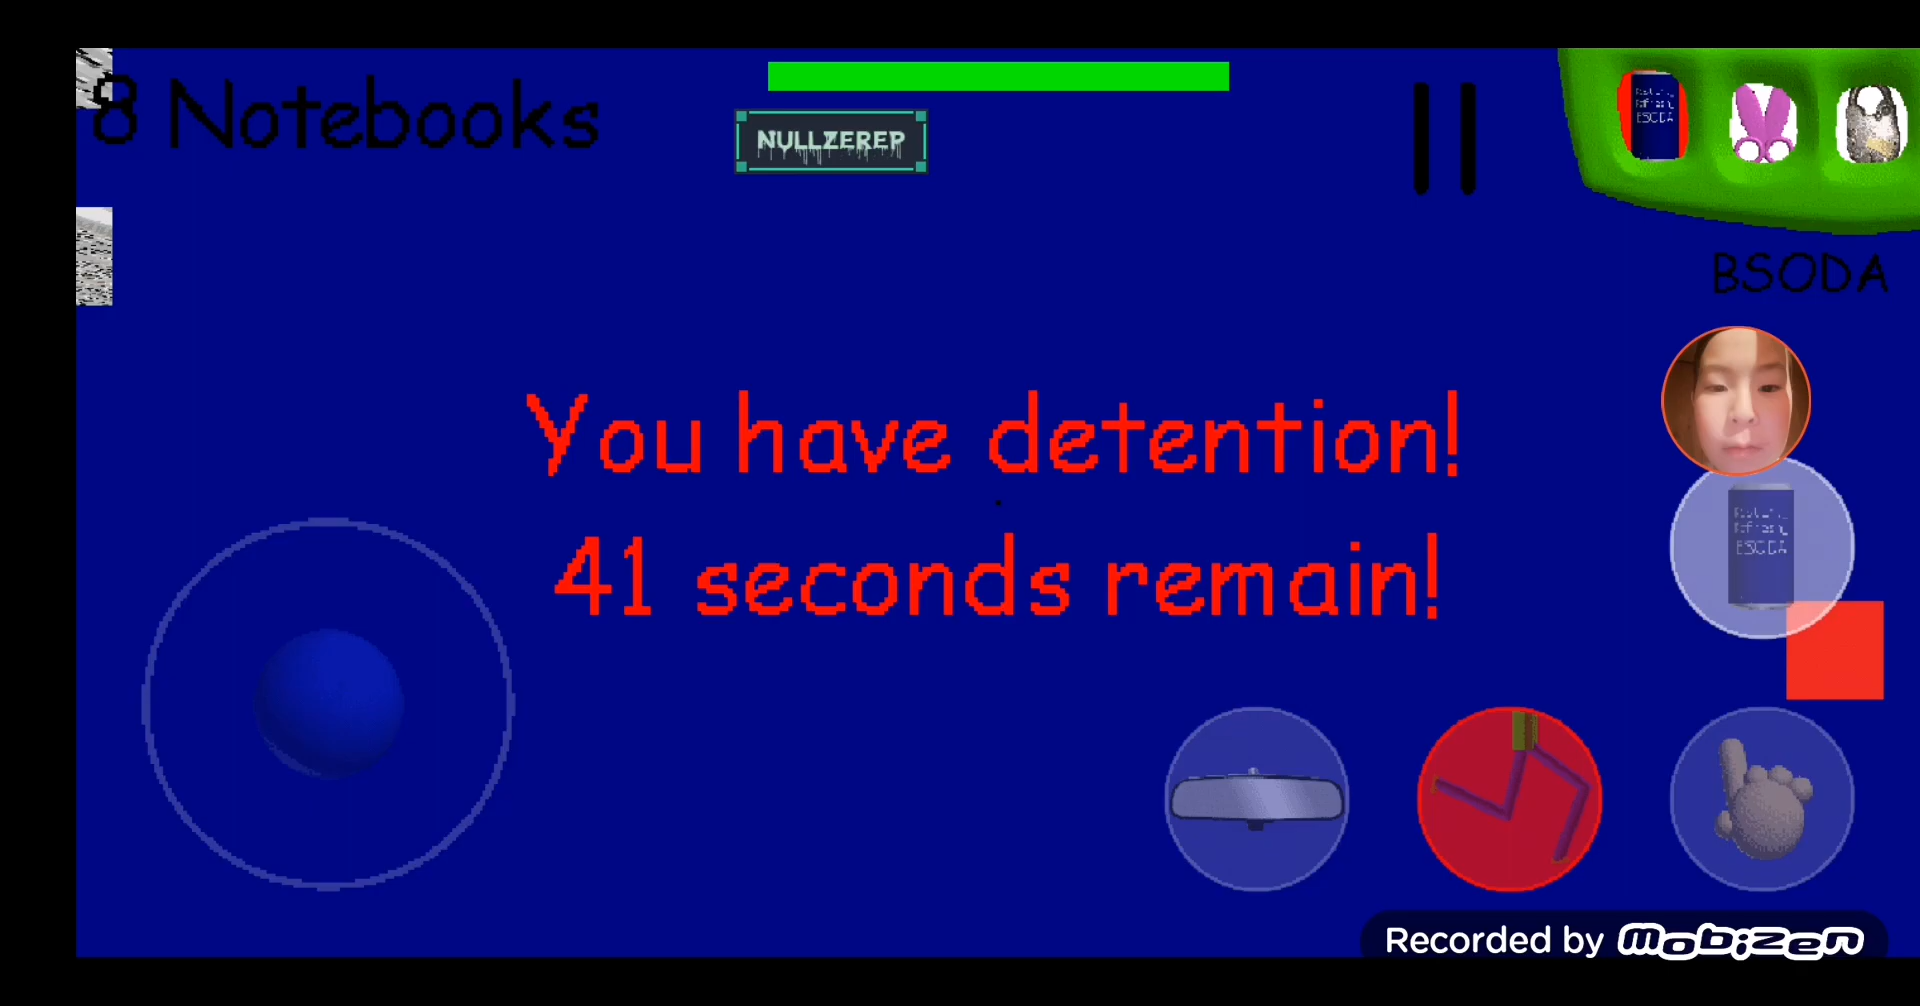 8 Notebooks
NULLZEREP
BSODA
You have detention!
41 seconds remain!
Recorded by mobizen